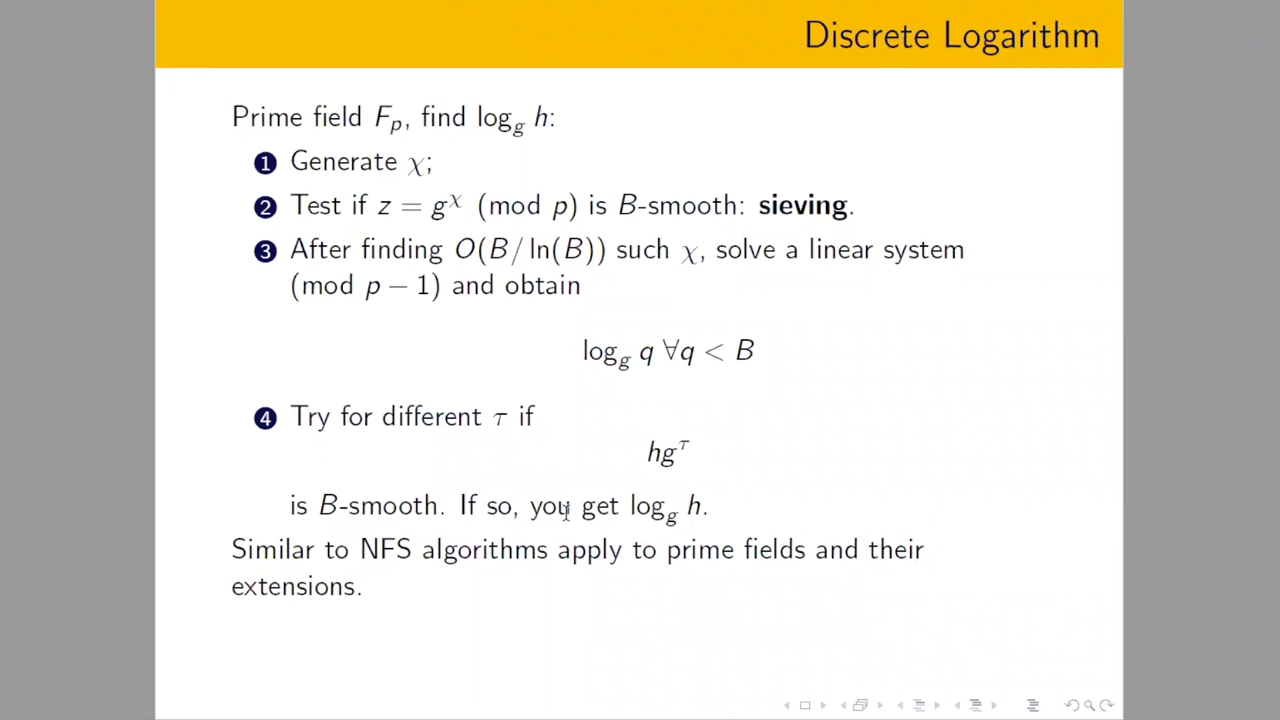 Discrete Logarithm
Prime field F_p, find log_g h:
1 Generate χ;
2 Test if z = g^χ (mod p) is B-smooth: sieving.
3 After finding O(B/ ln(B)) such χ, solve a linear system
(mod p − 1) and obtain
log_g q ∀q < B
4 Try for different τ if
hg^τ
is B-smooth. If so, you get log_g h.
Similar to NFS algorithms apply to prime fields and their
extensions.